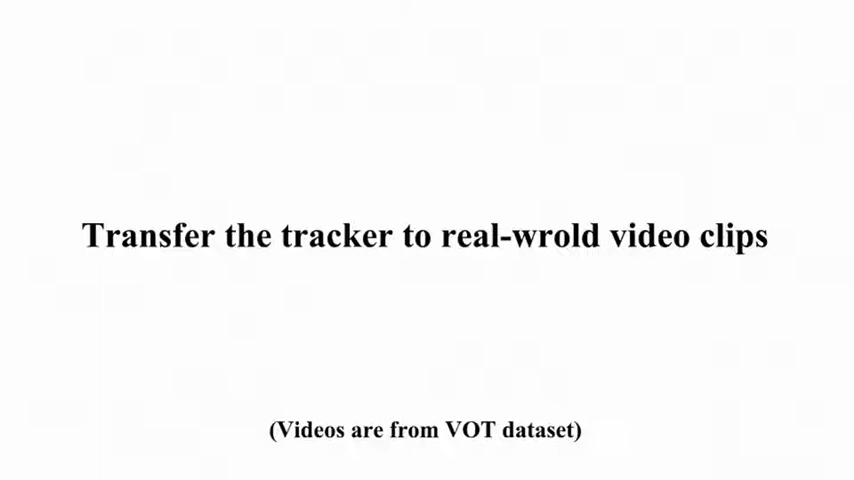 Transfer the tracker to real-wrold video clips
(Videos are from VOT dataset)